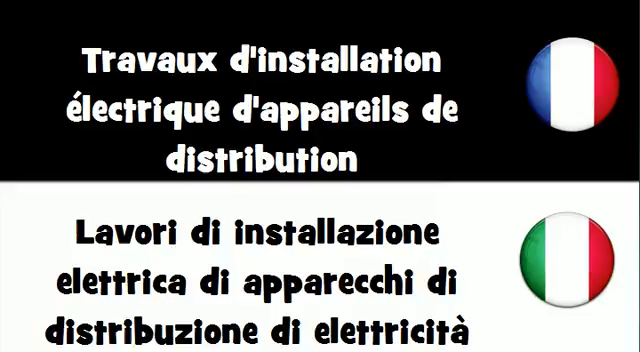 Travaux d'installation
électrique d'appareils de
distribution
Lavori di installazione
elettrica di apparecchi di
distribuzione di elettricità